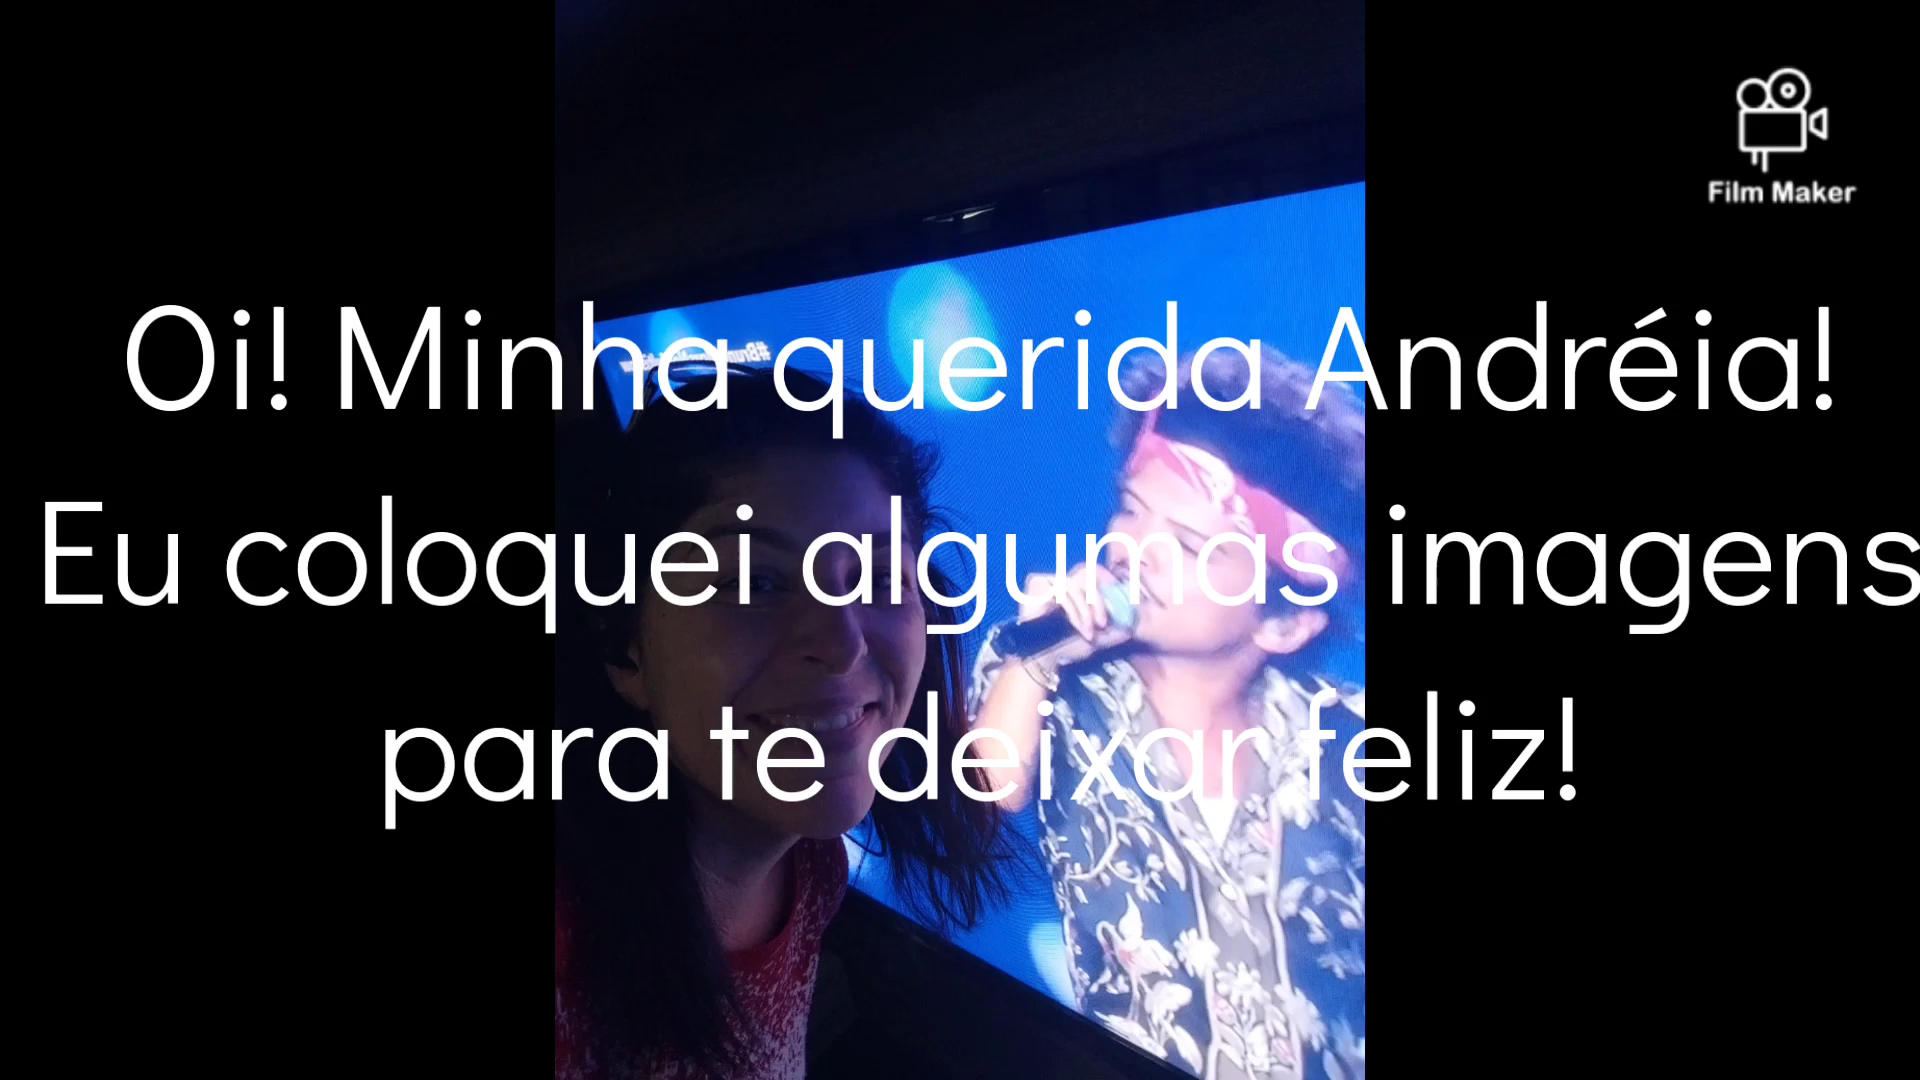 Film Maker
Oi! Minha querida Andréia!
Eu coloquei algumas imagens
para te deixar feliz!